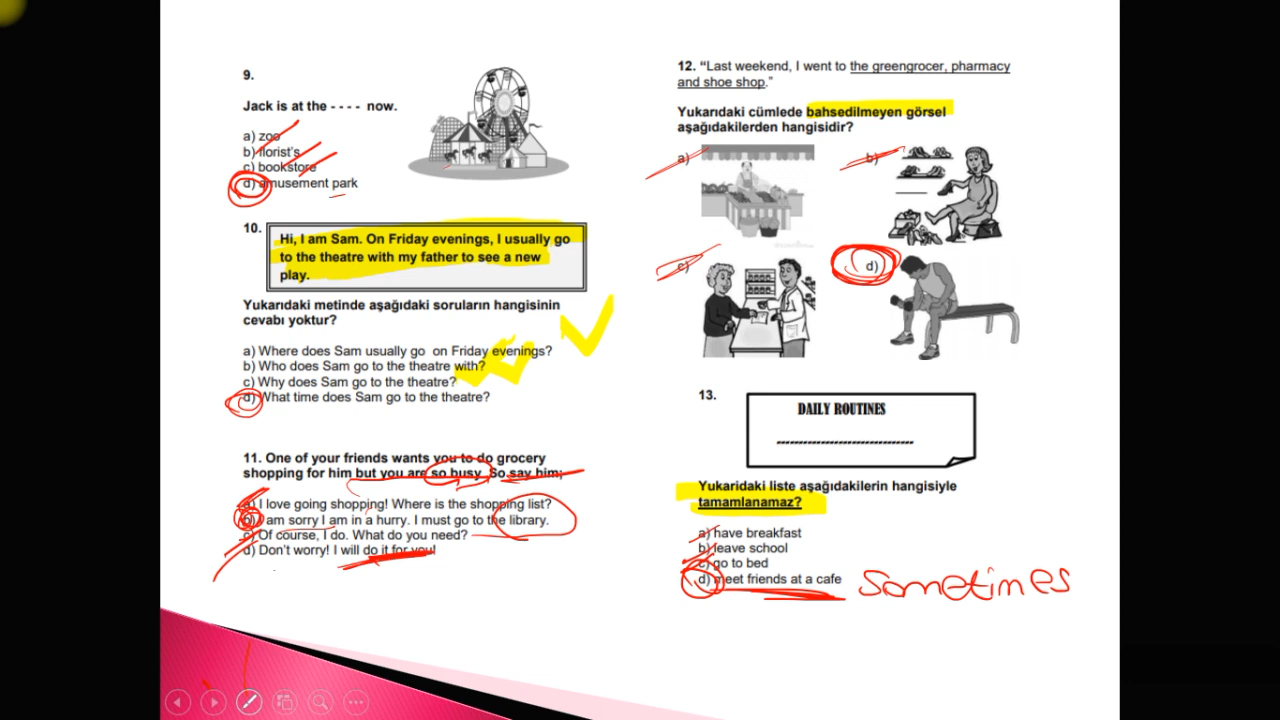 9.
Jack is at the - - - - now.
a) zoo
b) florist's
c) bookstore
d) amusement park
10.
Hi, I am Sam. On Friday evenings, I usually go
to the theatre with my father to see a new
play.
Yukarıdaki metinde aşağıdaki soruların hangisinin
cevabı yoktur?
a) Where does Sam usually go on Friday evenings?
b) Who does Sam go to the theatre with?
c) Why does Sam go to the theatre?
d) What time does Sam go to the theatre?
11. One of your friends wants you to do grocery
shopping for him but you are so busy. So say him;
a) I love going shopping! Where is the shopping list?
b) I am sorry I am in a hurry. I must go to the library.
c) Of course, I do. What do you need?
d) Don't worry! I will do it for you!
12. “Last weekend, I went to the greengrocer, pharmacy
and shoe shop.”
Yukarıdaki cümlede bahsedilmeyen görsel
aşağıdakilerden hangisidir?
a)
b)
c)
d)
13.
DAILY ROUTINES
--------------------------------
Yukaridaki liste aşağıdakilerin hangisiyle
tamamlanamaz?
a) have breakfast
b) leave school
c) go to bed
d) meet friends at a cafe
Sometimes